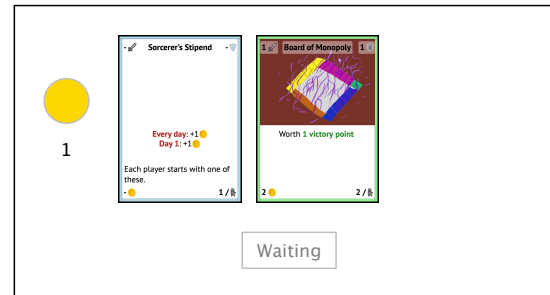 - Sorcerer's Stipend -
1 Board of Monopoly 1
1
Every day: +1
Day 1: +1
Each player starts with one of
these.
- 1 /
Worth 1 victory point
2 2 /
Waiting